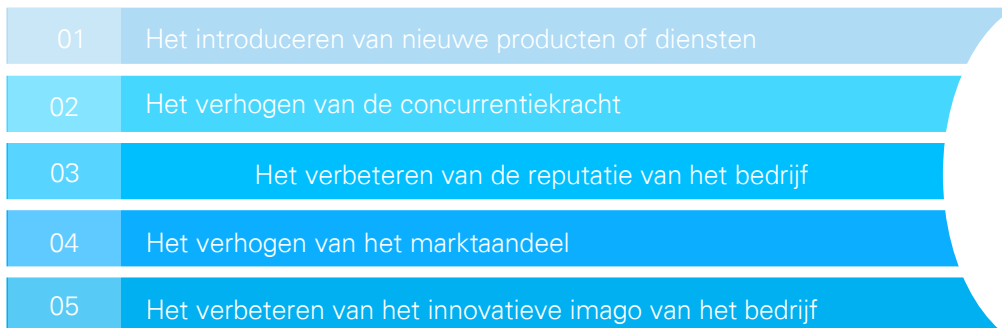 01 Het introduceren van nieuwe producten of diensten
02 Het verhogen van de concurrentiekracht
03 Het verbeteren van de reputatie van het bedrijf
04 Het verhogen van het marktaandeel
05 Het verbeteren van het innovatieve imago van het bedrijf